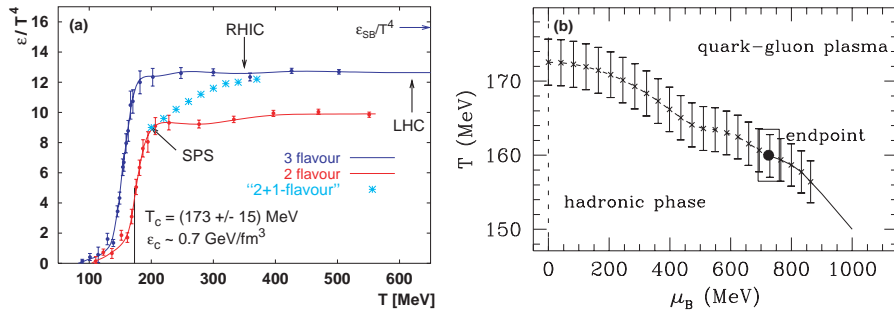 (a)
ε/T⁴
16
14
12
10
8
6
4
2
0
RHIC
ε_SB/T⁴
LHC
SPS
3 flavour
2 flavour
“2+1-flavour”
T_c = (173 +/- 15) MeV
ε_c ~ 0.7 GeV/fm³
100 200 300 400 500 600
T [MeV]
(b)
T (MeV)
180
170
160
150
quark-gluon plasma
endpoint
hadronic phase
0 200 400 600 800 1000
μ_B (MeV)